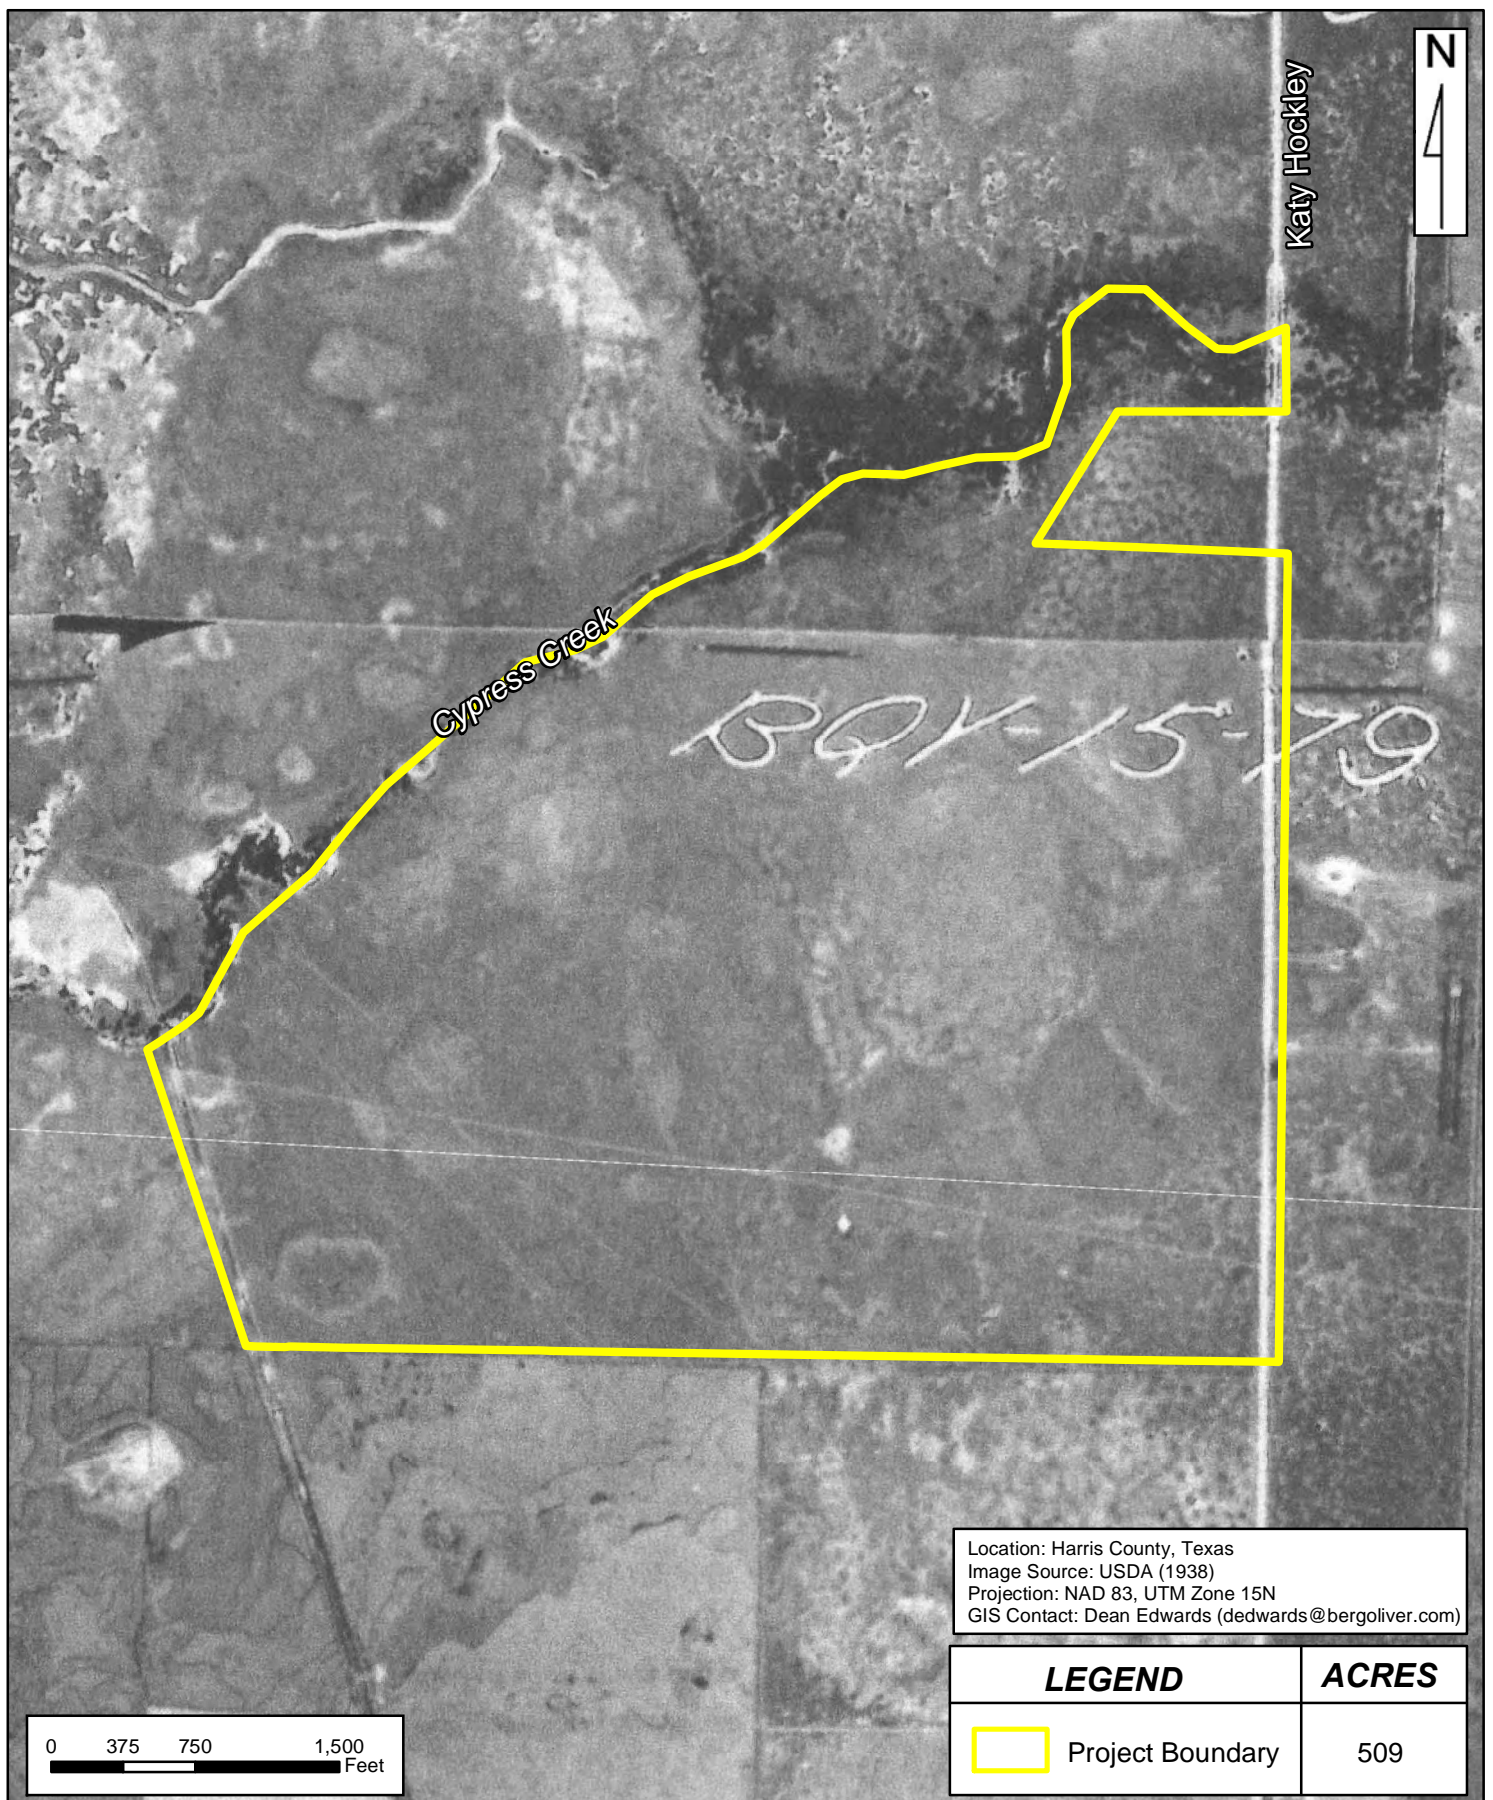 N
Katy Hockley
Cypress Creek
BQY-15-79
Location: Harris County, Texas
Image Source: USDA (1938)
Projection: NAD 83, UTM Zone 15N
GIS Contact: Dean Edwards (dedwards@bergoliver.com)
LEGEND ACRES
Project Boundary 509
0 375 750 1,500
Feet